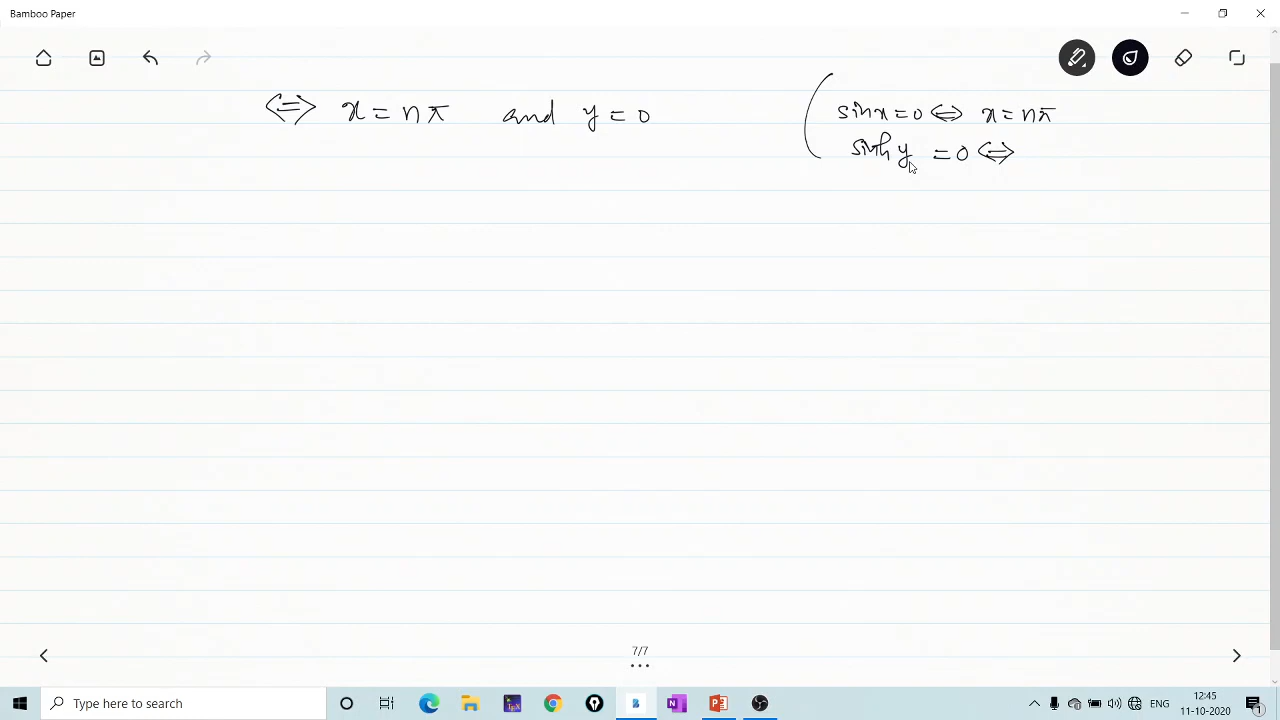 Bamboo Paper
⟺ x = nπ and y = 0
( sin x = 0 ⟺ x = nπ
sinh y = 0 ⟺
7/7
Type here to search
ENG
12:45
11-10-2020
1